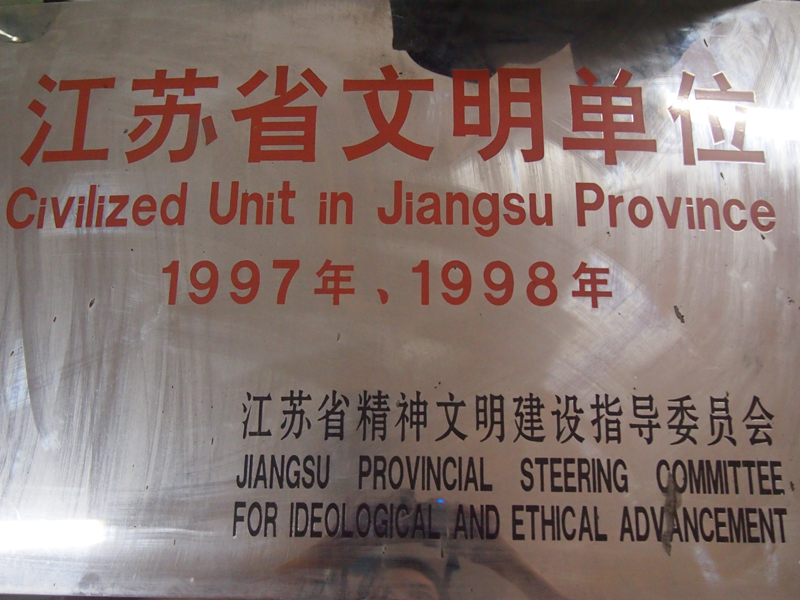 江苏省文明单位
Civilized Unit in Jiangsu Province
1997年、1998年
江苏省精神文明建设指导委员会
JIANGSU PROVINCIAL STEERING COMMITTEE
FOR IDEOLOGICAL AND ETHICAL ADVANCEMENT